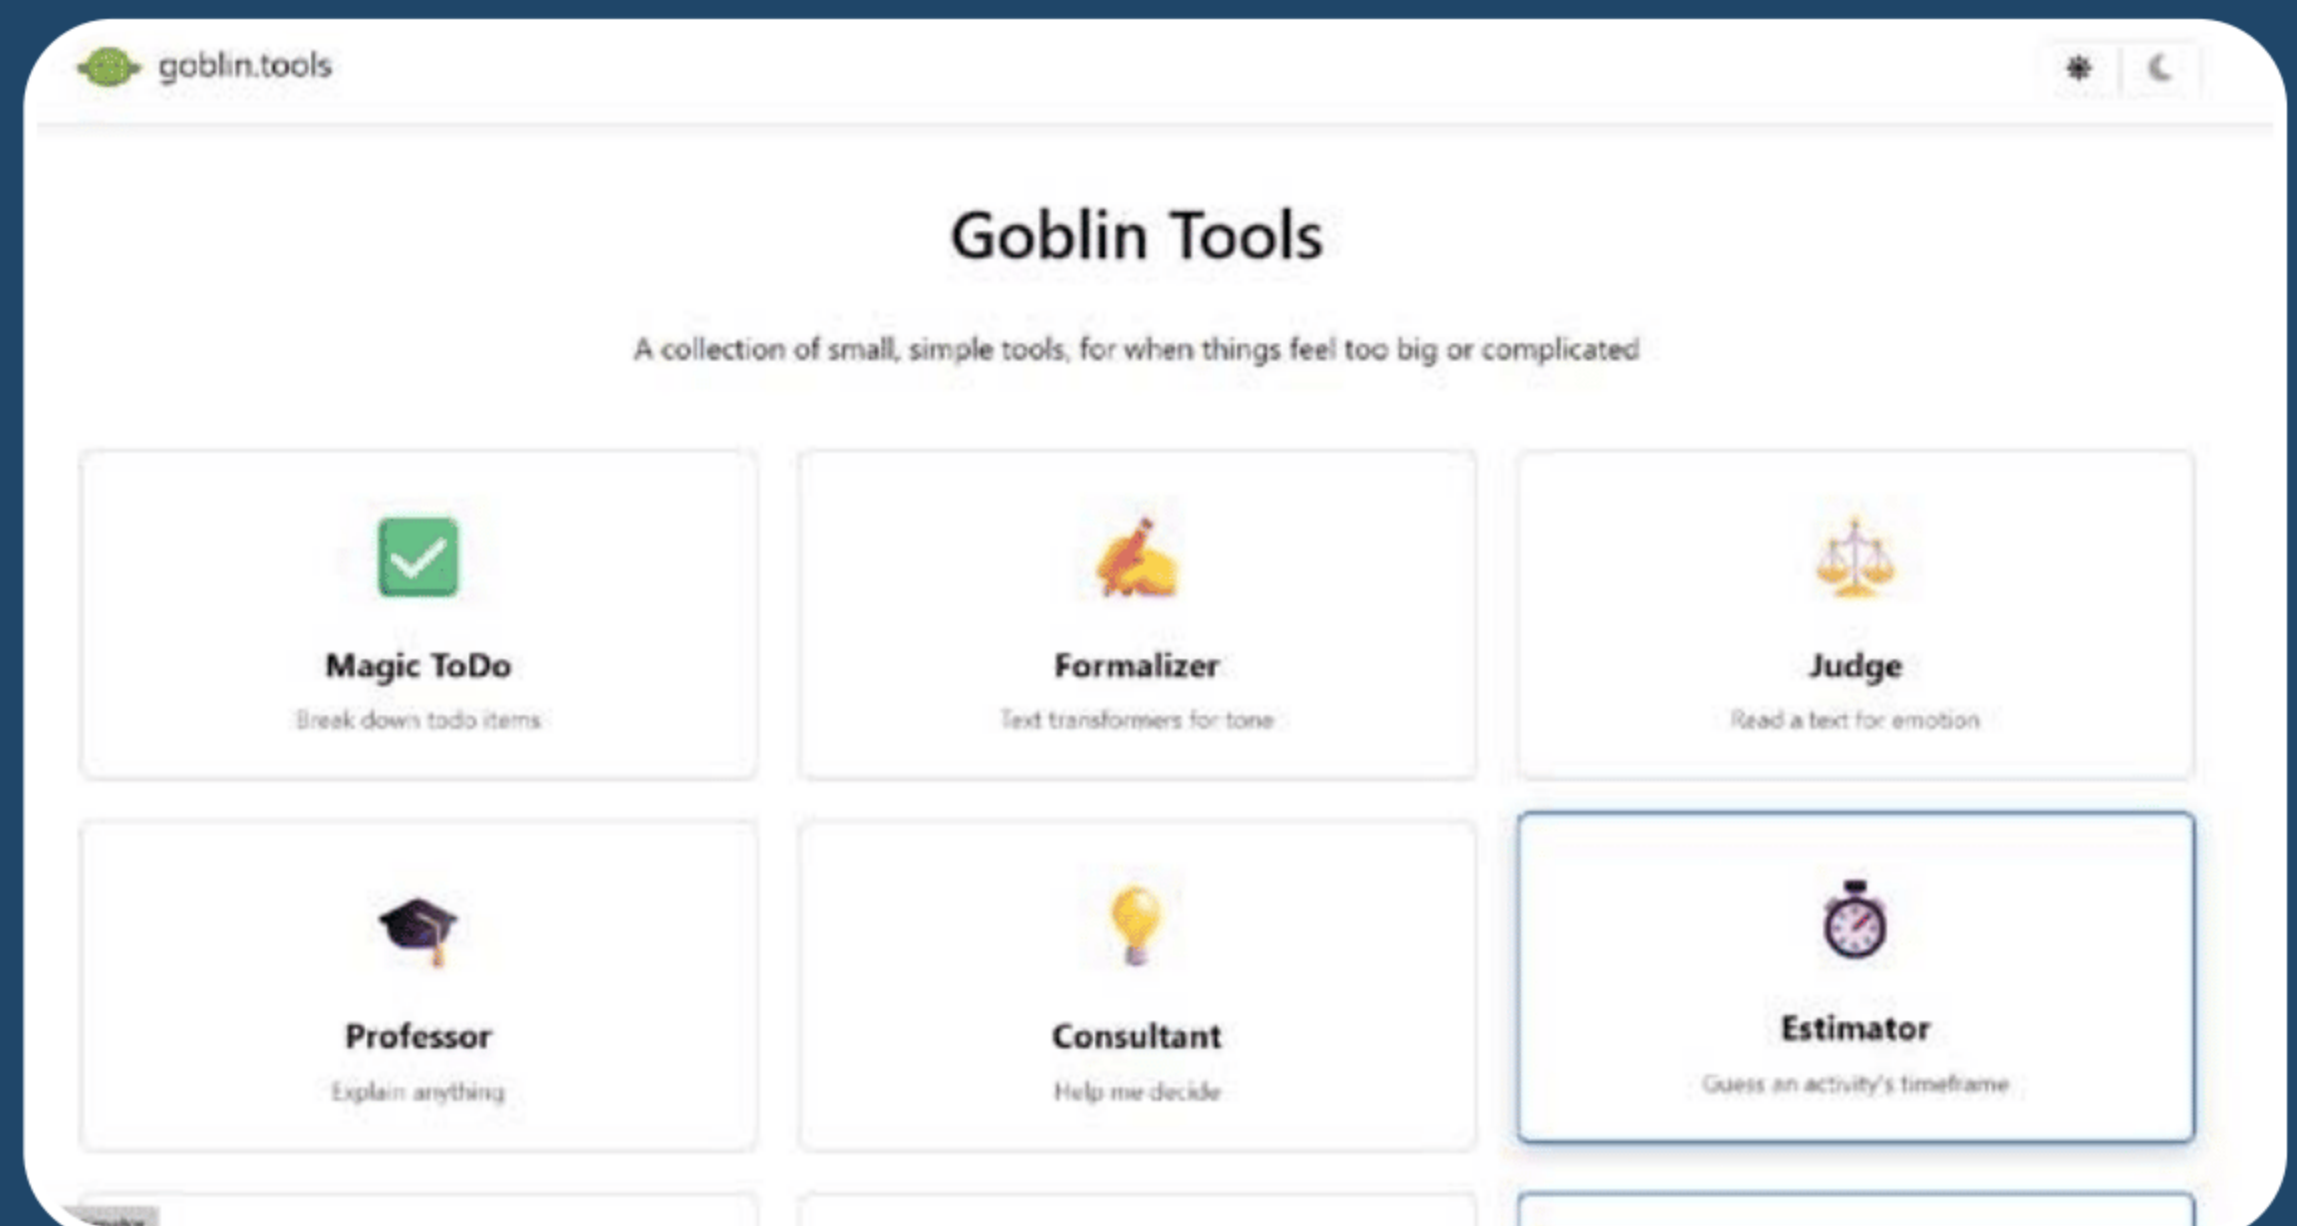 goblin.tools
Goblin Tools
A collection of small, simple tools, for when things feel too big or complicated
Magic ToDo
Break down todo items
Formalizer
Text transformers for tone
Judge
Read a text for emotion
Professor
Explain anything
Consultant
Help me decide
Estimator
Guess an activity's timeframe